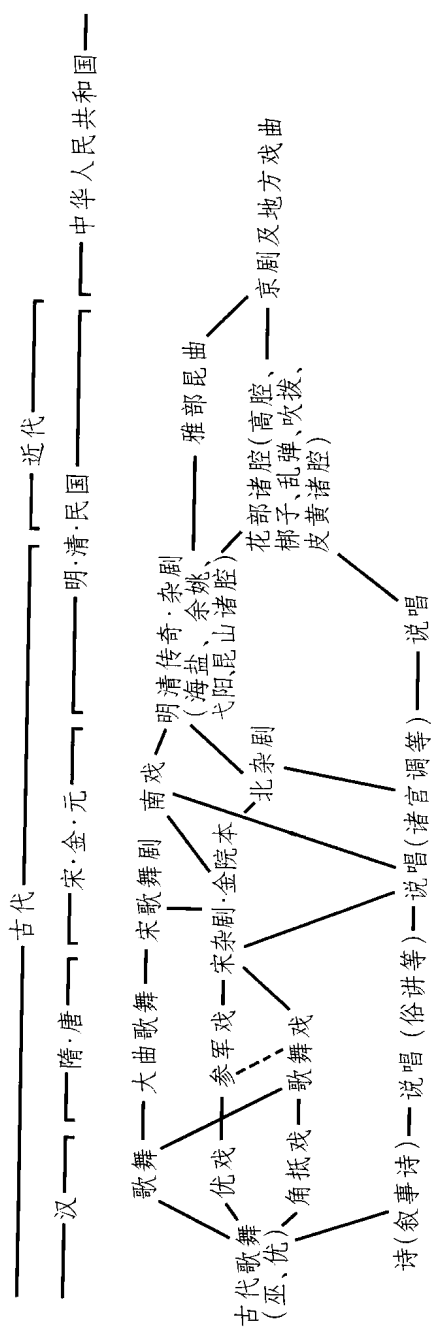 古代
近代
汉
隋·唐
宋·金·元
明·清·民国
中华人民共和国
歌舞
大曲歌舞
宋歌舞剧
南戏
明清传奇·杂剧
(海盐、余姚、
弋阳、昆山诸腔)
雅部昆曲
古代歌舞
(巫、优)
优戏
参军戏
宋杂剧·金院本
北杂剧
花部诸腔(高腔、
梆子、乱弹、吹拨、
皮黄诸腔)
京剧及地方戏曲
角抵戏
歌舞戏
诗(叙事诗)
说唱(俗讲等)
说唱(诸宫调等)
说唱